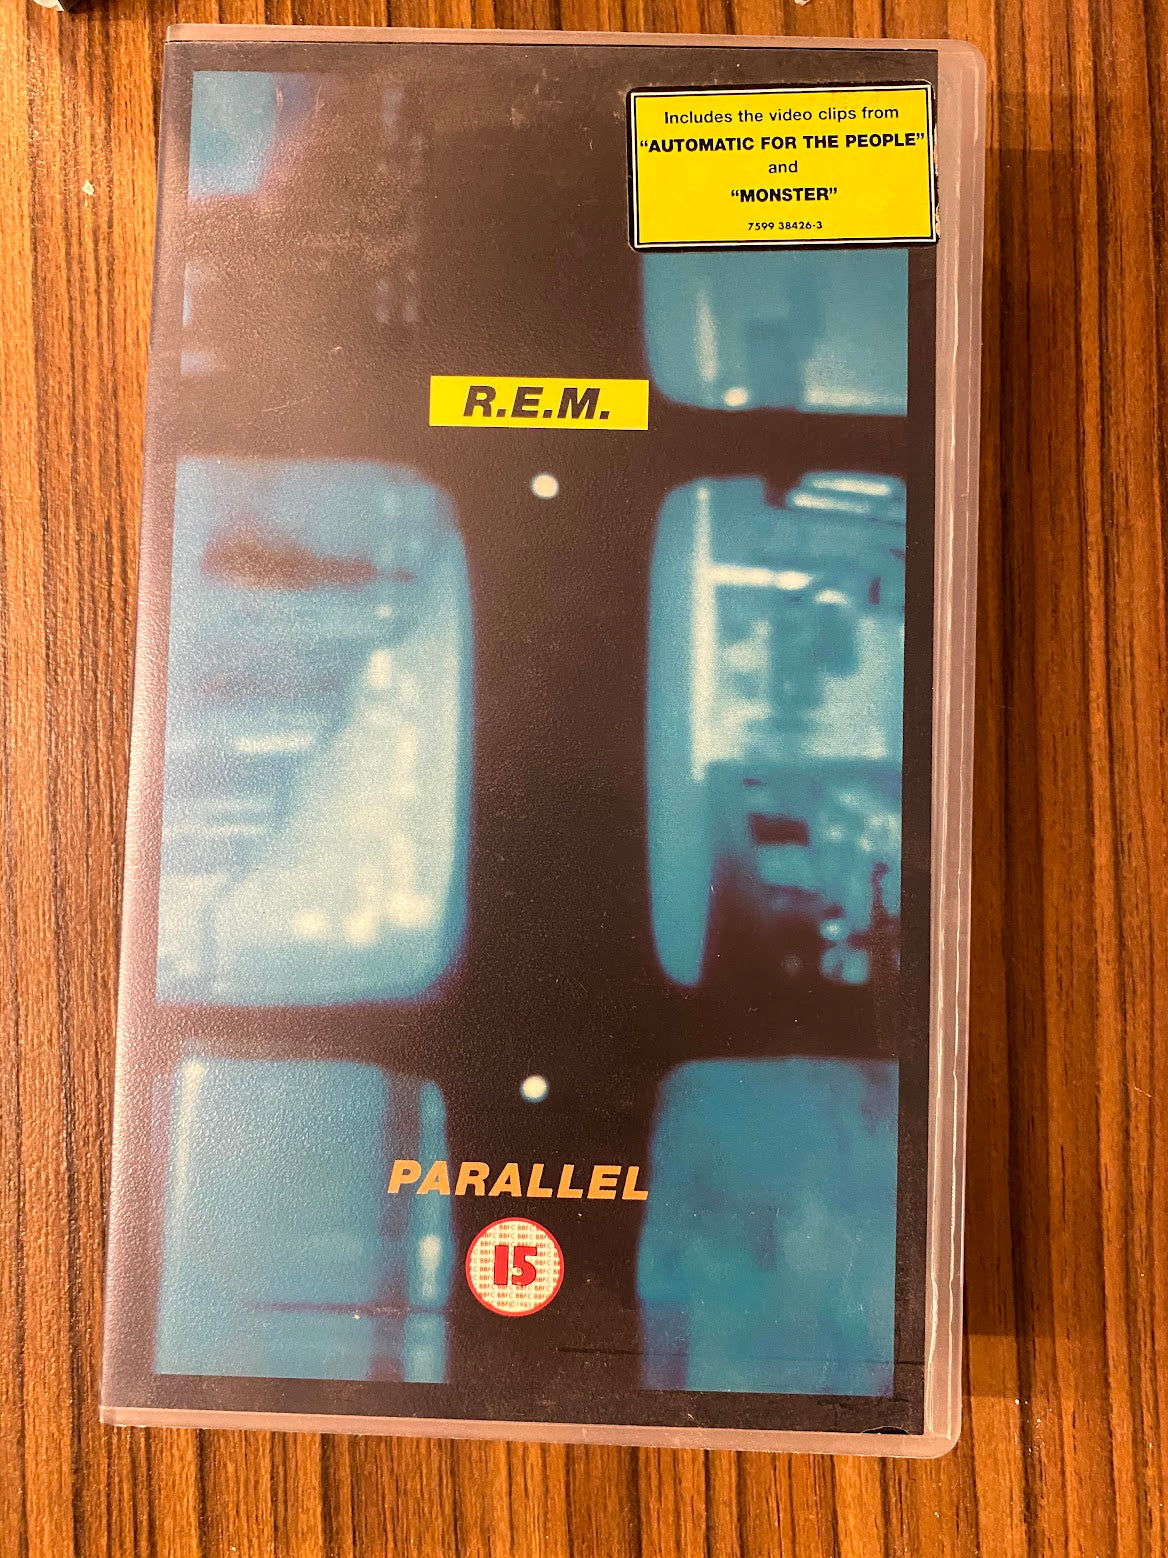 Includes the video clips from
“AUTOMATIC FOR THE PEOPLE”
and
“MONSTER”
7599 38426-3
R.E.M.
PARALLEL
15